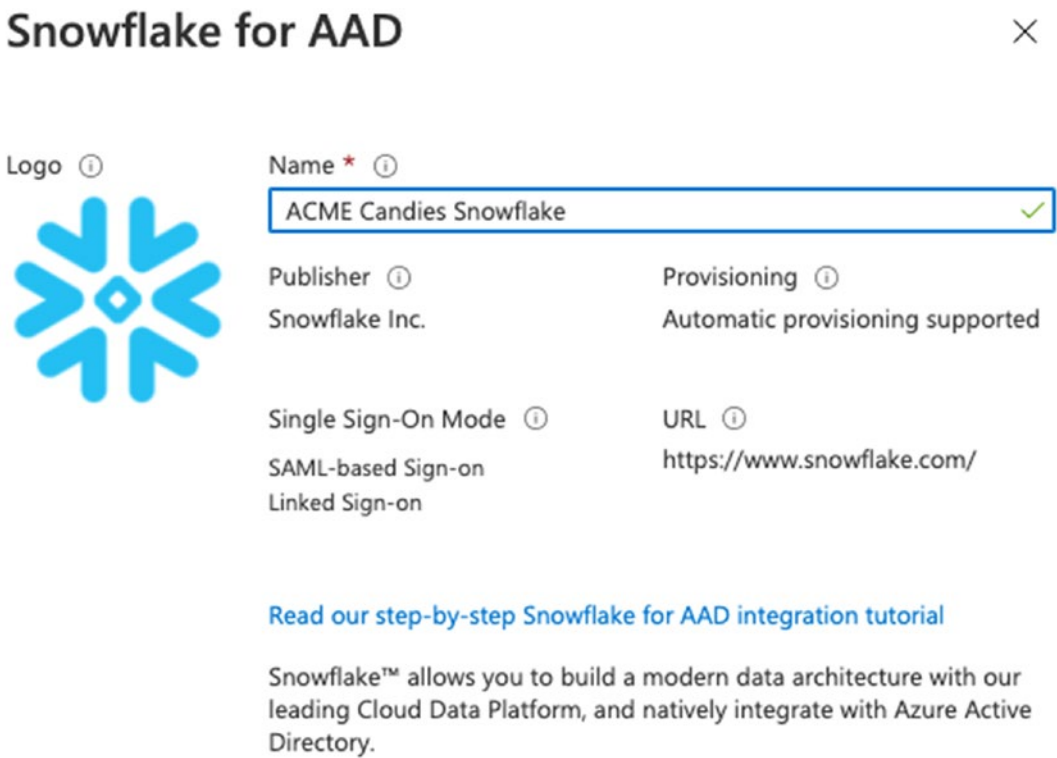 Snowflake for AAD
Logo
Name *
ACME Candies Snowflake
Publisher
Provisioning
Snowflake Inc.
Automatic provisioning supported
Single Sign-On Mode
URL
SAML-based Sign-on
https://www.snowflake.com/
Linked Sign-on
Read our step-by-step Snowflake for AAD integration tutorial
Snowflake™ allows you to build a modern data architecture with our
leading Cloud Data Platform, and natively integrate with Azure Active
Directory.